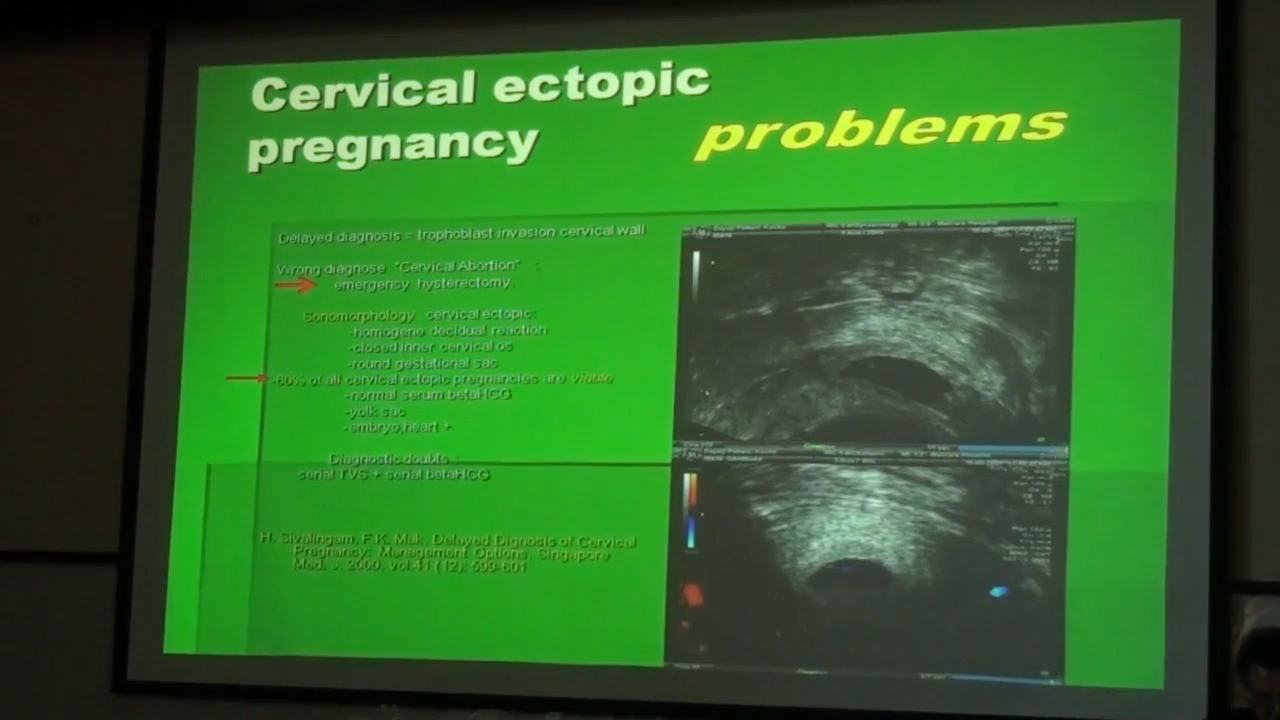 Cervical ectopic
pregnancy
problems
Delayed diagnosis = trophoblast invasion cervical wall
Wrong diagnose "Cervical Abortion" :
emergency hysterectomy
Sonomorphology cervical ectopic:
-homogene decidual reaction
-closed inner cervical os
-round gestational sac
-60% of all cervical ectopic pregnancies are viable
-normal serum betaHCG
-yolk sac
-embryo,heart +
Diagnostic doubts :
serial TVS + serial betaHCG
H. Sivalingam, F.K. Mak, Delayed Dignosis of Cervical
Pregnancy: Management Options, Singapore
Med. J. 2000, vol.41 (12): 599-601